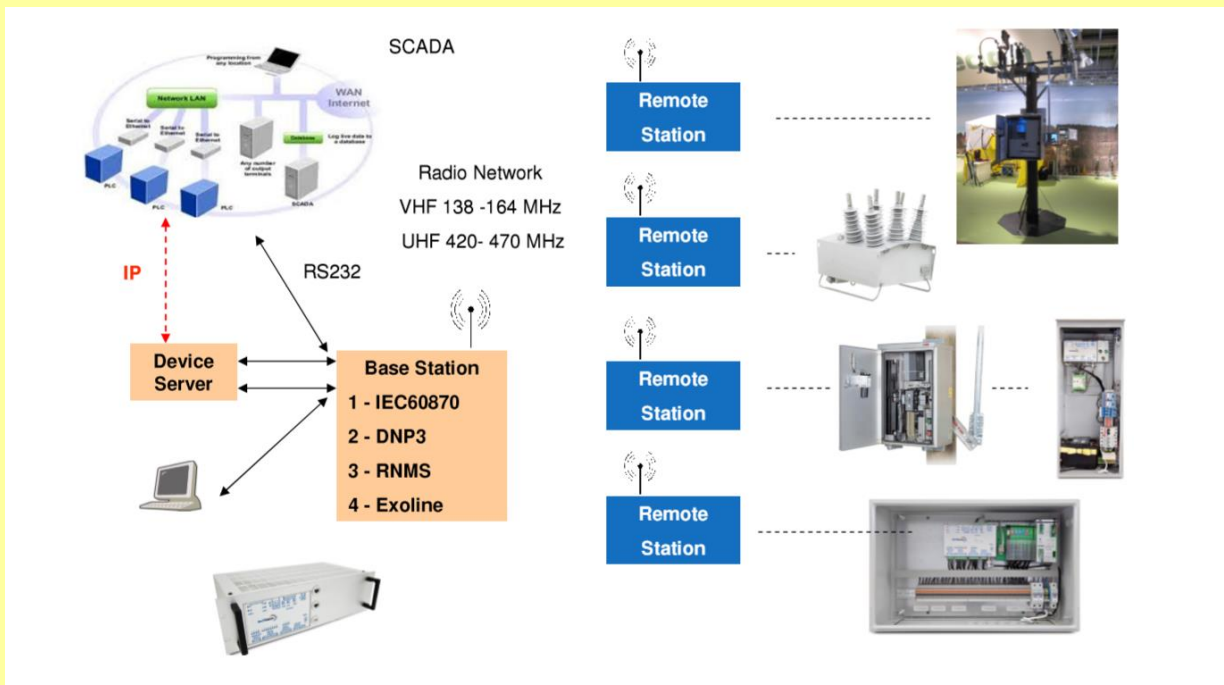 SCADA
Programming from
any location
WAN
Internet
Network LAN
Serial to
Ethernet
Serial to
Ethernet
Serial to
Ethernet
Database
Log live data to
a database
Any number
of output
terminals
SCADA
PLC
PLC
PLC
Radio Network
VHF 138 -164 MHz
UHF 420- 470 MHz
IP
RS232
Device
Server
Base Station
1 - IEC60870
2 - DNP3
3 - RNMS
4 - Exoline
Remote
Station
Remote
Station
Remote
Station
Remote
Station